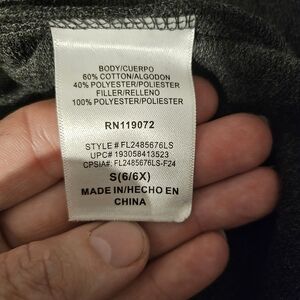 BODY/CUERPO
60% COTTON/ALGODON
40% POLYESTER/POLIESTER
FILLER/RELLENO
100% POLYESTER/POLIESTER
RN119072
STYLE # FL2485676LS
UPC# 193058413523
CPSIA# FL2485676LS-F24
S(6/6X)
MADE IN/HECHO EN
CHINA